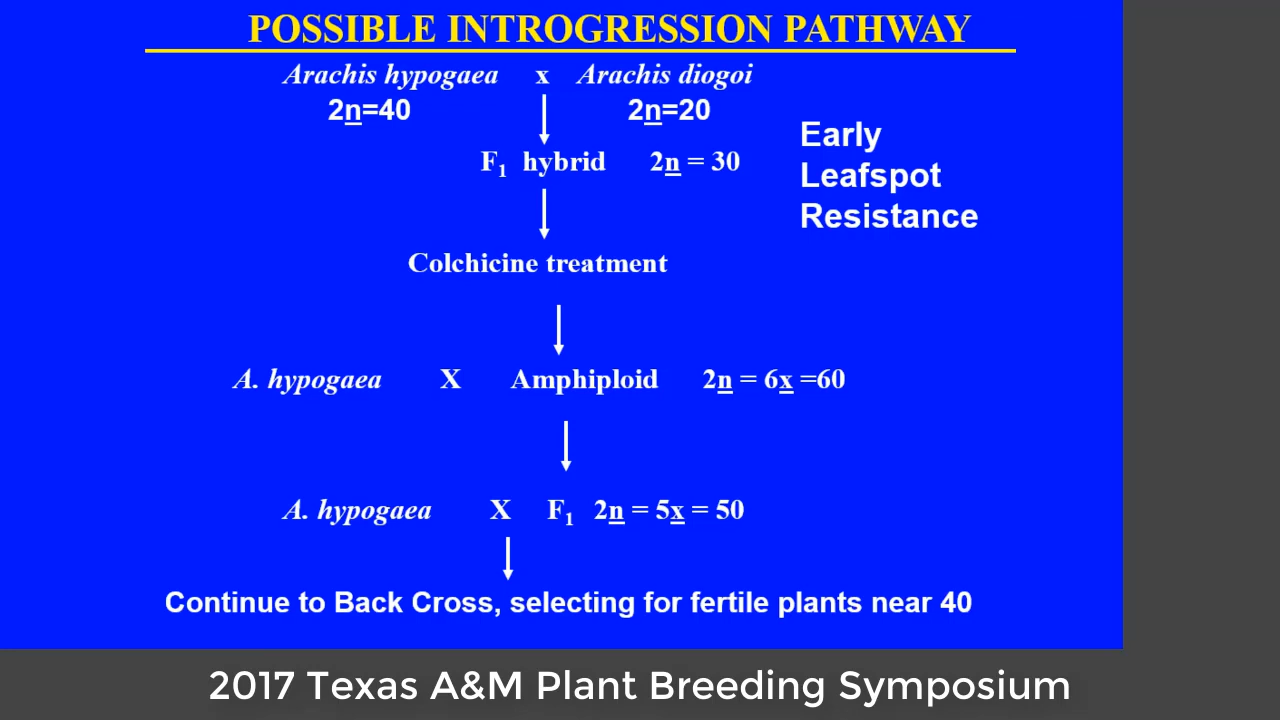 POSSIBLE INTROGRESSION PATHWAY
Arachis hypogaea x Arachis diogoi
2n=40 2n=20
Early
Leafspot
Resistance
F₁ hybrid 2n = 30
Colchicine treatment
A. hypogaea X Amphiploid 2n = 6x =60
A. hypogaea X F₁ 2n = 5x = 50
Continue to Back Cross, selecting for fertile plants near 40
2017 Texas A&M Plant Breeding Symposium